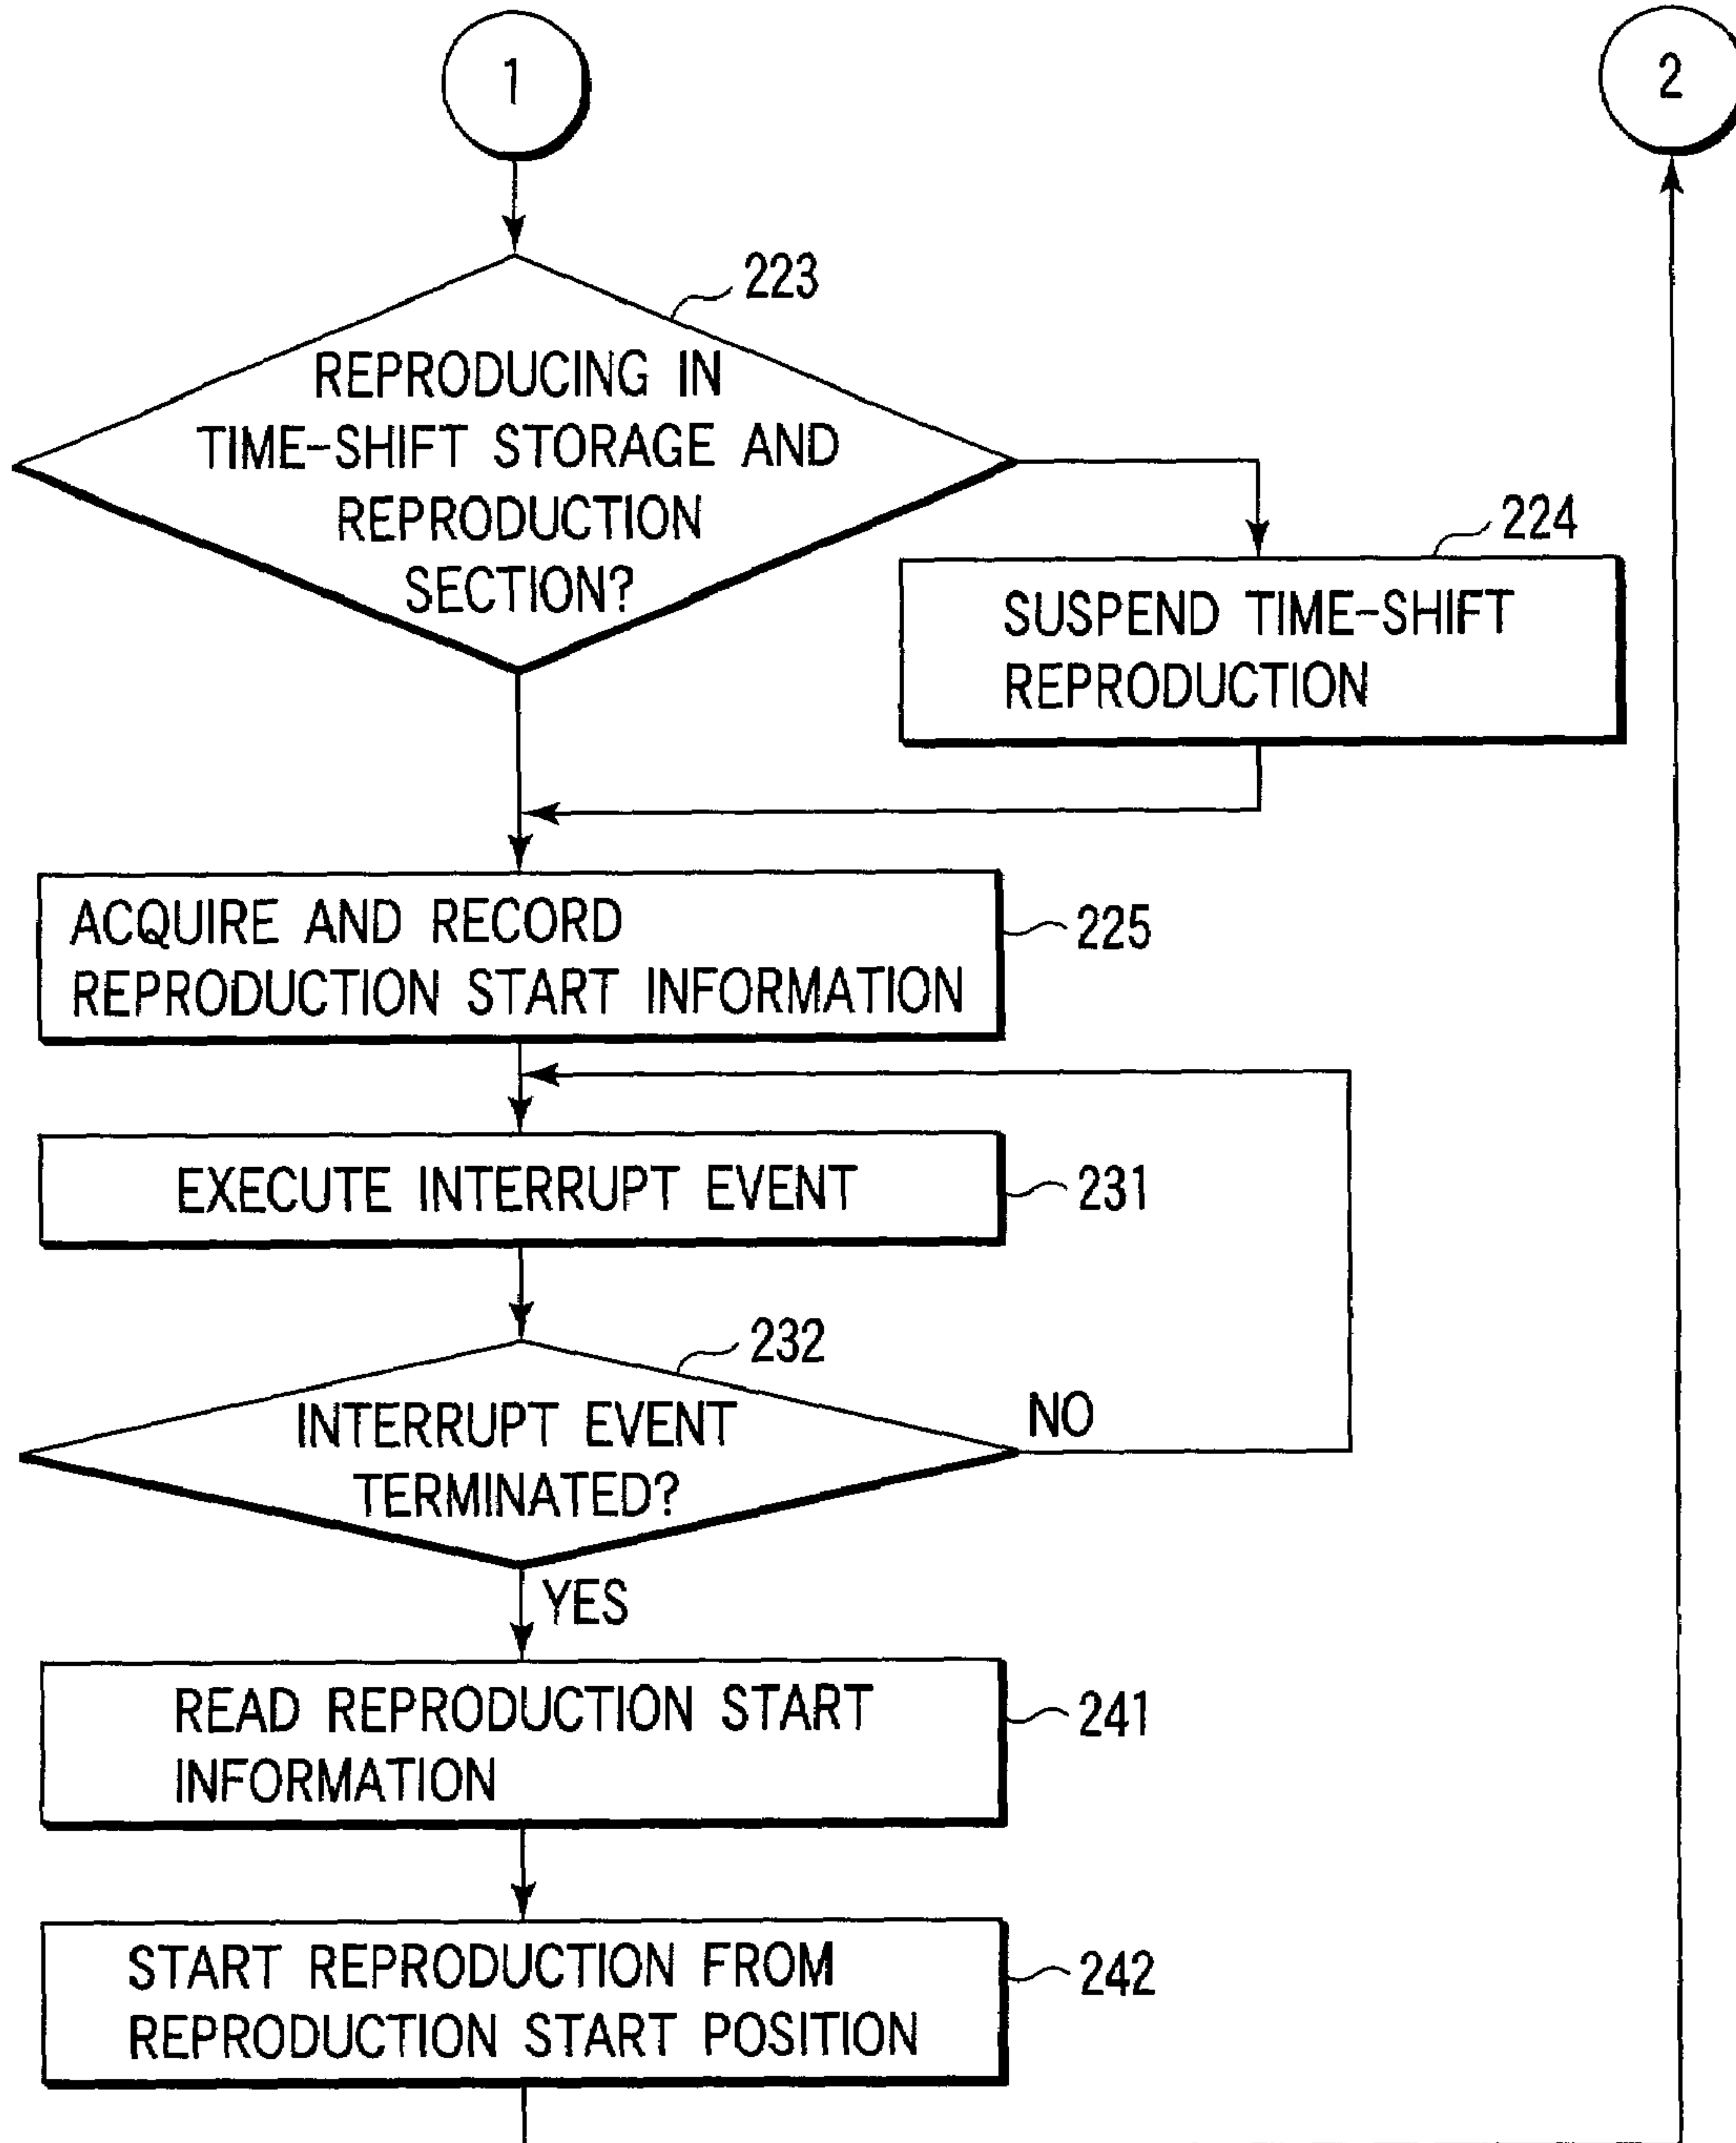 1
2
223
REPRODUCING IN
TIME-SHIFT STORAGE AND
REPRODUCTION
SECTION?
224
SUSPEND TIME-SHIFT
REPRODUCTION
ACQUIRE AND RECORD
REPRODUCTION START INFORMATION
225
EXECUTE INTERRUPT EVENT
231
232
INTERRUPT EVENT
TERMINATED?
NO
YES
READ REPRODUCTION START
INFORMATION
241
START REPRODUCTION FROM
REPRODUCTION START POSITION
242